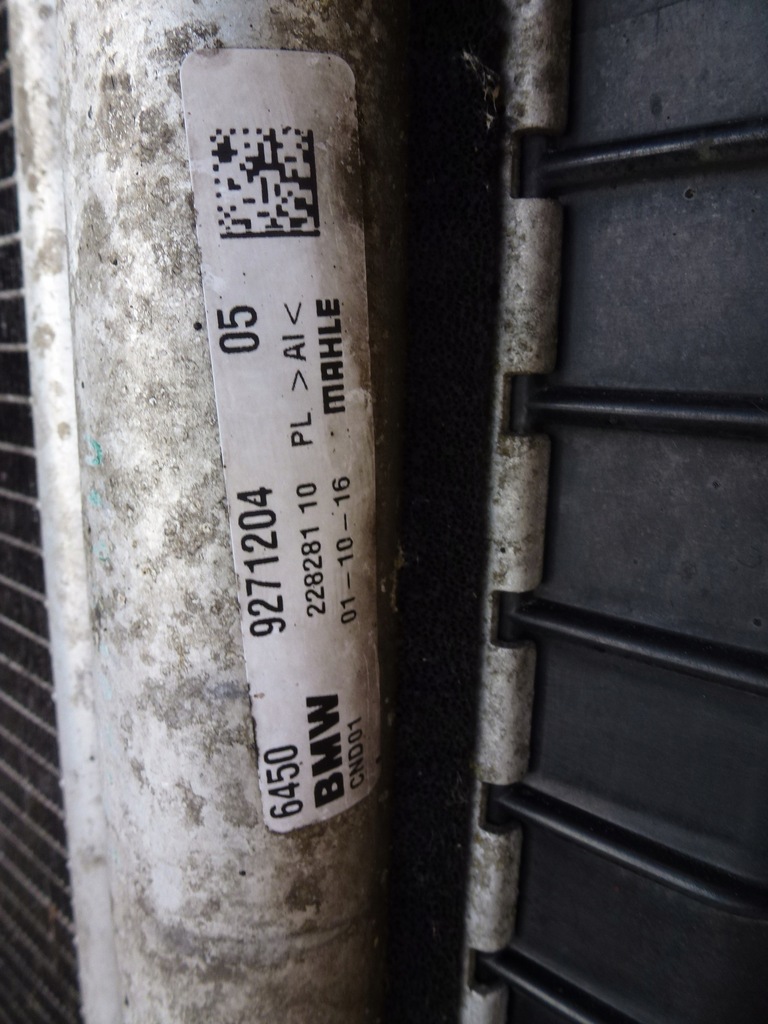 6450 9271204 05
BMW 228281 10 PL >Al<
CND01 01-10-16 MAHLE